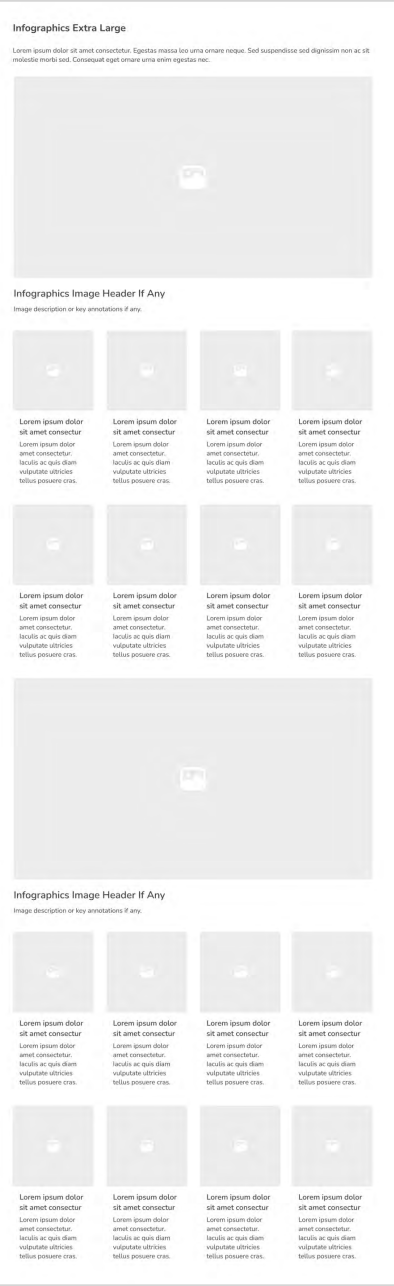 Infographics Extra Large
Lorem ipsum dolor sit amet consectetur. Egestas massa leo urna ornare neque. Sed suspendisse sed dignissim non ac sit
molestie morbi sed. Consequat eget ornare urna enim egestas nec.
Infographics Image Header If Any
Image description or key annotations if any.
Lorem ipsum dolor
sit amet consectur
Lorem ipsum dolor
amet consectetur.
Iaculis ac quis diam
vulputate ultricies
tellus posuere cras.
Lorem ipsum dolor
sit amet consectur
Lorem ipsum dolor
amet consectetur.
Iaculis ac quis diam
vulputate ultricies
tellus posuere cras.
Lorem ipsum dolor
sit amet consectur
Lorem ipsum dolor
amet consectetur.
Iaculis ac quis diam
vulputate ultricies
tellus posuere cras.
Lorem ipsum dolor
sit amet consectur
Lorem ipsum dolor
amet consectetur.
Iaculis ac quis diam
vulputate ultricies
tellus posuere cras.
Lorem ipsum dolor
sit amet consectur
Lorem ipsum dolor
amet consectetur.
Iaculis ac quis diam
vulputate ultricies
tellus posuere cras.
Lorem ipsum dolor
sit amet consectur
Lorem ipsum dolor
amet consectetur.
Iaculis ac quis diam
vulputate ultricies
tellus posuere cras.
Lorem ipsum dolor
sit amet consectur
Lorem ipsum dolor
amet consectetur.
Iaculis ac quis diam
vulputate ultricies
tellus posuere cras.
Lorem ipsum dolor
sit amet consectur
Lorem ipsum dolor
amet consectetur.
Iaculis ac quis diam
vulputate ultricies
tellus posuere cras.
Infographics Image Header If Any
Image description or key annotations if any.
Lorem ipsum dolor
sit amet consectur
Lorem ipsum dolor
amet consectetur.
Iaculis ac quis diam
vulputate ultricies
tellus posuere cras.
Lorem ipsum dolor
sit amet consectur
Lorem ipsum dolor
amet consectetur.
Iaculis ac quis diam
vulputate ultricies
tellus posuere cras.
Lorem ipsum dolor
sit amet consectur
Lorem ipsum dolor
amet consectetur.
Iaculis ac quis diam
vulputate ultricies
tellus posuere cras.
Lorem ipsum dolor
sit amet consectur
Lorem ipsum dolor
amet consectetur.
Iaculis ac quis diam
vulputate ultricies
tellus posuere cras.
Lorem ipsum dolor
sit amet consectur
Lorem ipsum dolor
amet consectetur.
Iaculis ac quis diam
vulputate ultricies
tellus posuere cras.
Lorem ipsum dolor
sit amet consectur
Lorem ipsum dolor
amet consectetur.
Iaculis ac quis diam
vulputate ultricies
tellus posuere cras.
Lorem ipsum dolor
sit amet consectur
Lorem ipsum dolor
amet consectetur.
Iaculis ac quis diam
vulputate ultricies
tellus posuere cras.
Lorem ipsum dolor
sit amet consectur
Lorem ipsum dolor
amet consectetur.
Iaculis ac quis diam
vulputate ultricies
tellus posuere cras.